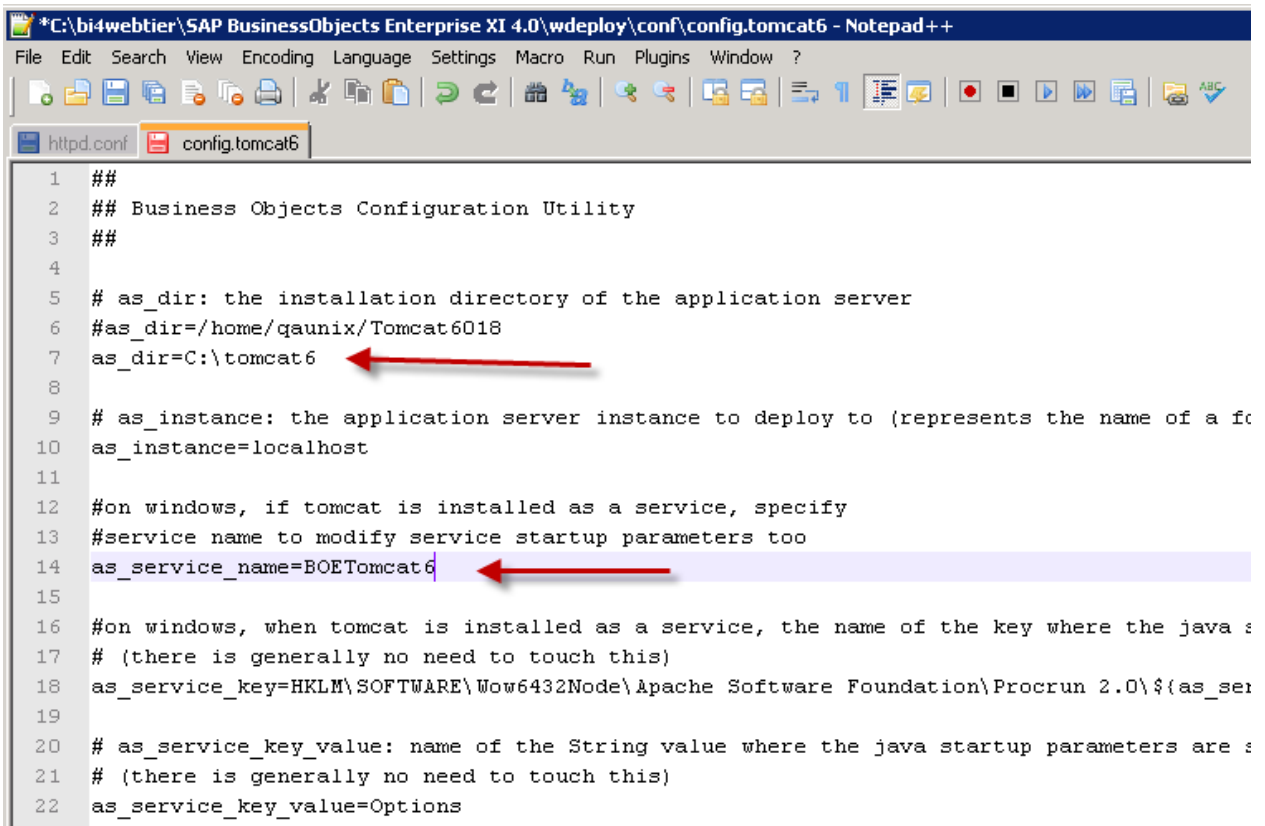 *C:\bi4webtier\SAP BusinessObjects Enterprise XI 4.0\wdeploy\conf\config.tomcat6 - Notepad++
File Edit Search View Encoding Language Settings Macro Run Plugins Window ?
ABC
httpd.conf config.tomcat6
1 ##
2 ## Business Objects Configuration Utility
3 ##
4
5 # as_dir: the installation directory of the application server
6 #as_dir=/home/qaunix/Tomcat6018
7 as_dir=C:\tomcat6
8
9 # as_instance: the application server instance to deploy to (represents the name of a fo
10 as_instance=localhost
11
12 #on windows, if tomcat is installed as a service, specify
13 #service name to modify service startup parameters too
14 as_service_name=BOETomcat6
15
16 #on windows, when tomcat is installed as a service, the name of the key where the java s
17 # (there is generally no need to touch this)
18 as_service_key=HKLM\SOFTWARE\Wow6432Node\Apache Software Foundation\Procrun 2.0\${as_ser
19
20 # as_service_key_value: name of the String value where the java startup parameters are s
21 # (there is generally no need to touch this)
22 as_service_key_value=Options